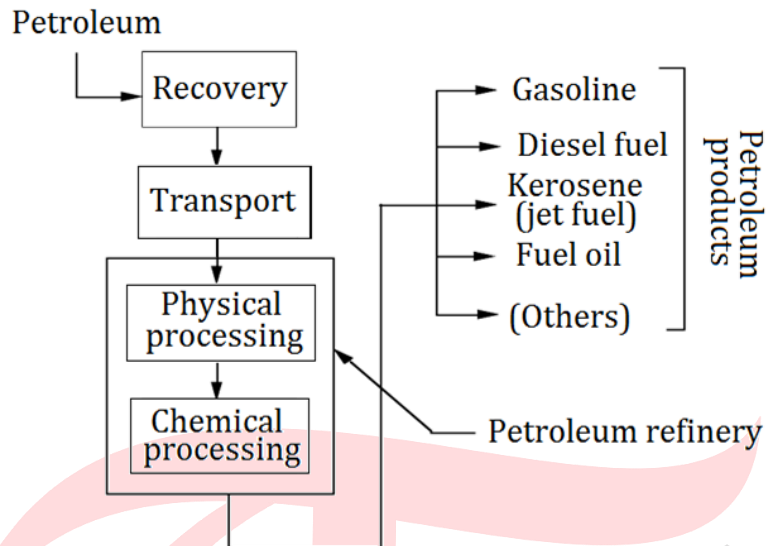 Petroleum
Recovery
Transport
Physical
processing
Chemical
processing
Gasoline
Diesel fuel
Kerosene
(jet fuel)
Fuel oil
(Others)
Petroleum
products
Petroleum refinery